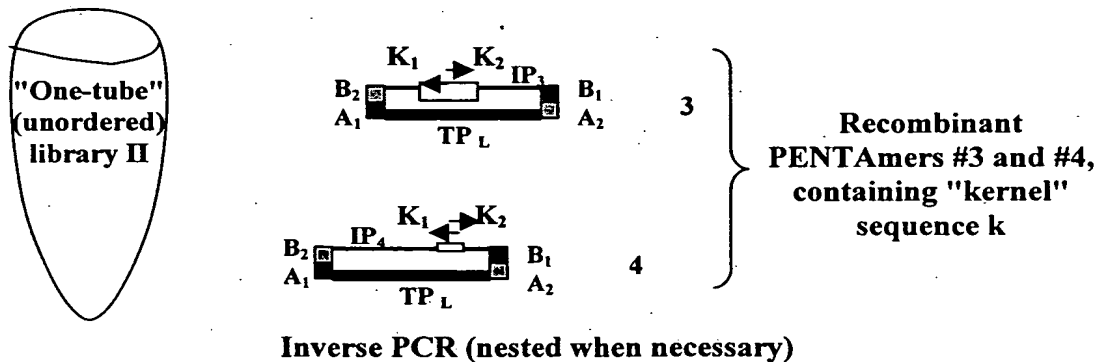 "One-tube"
(unordered)
library II
K₁ K₂
IP₃
B₂ B₁
A₁ A₂
TP L
3
K₁ K₂
IP₄
B₂ B₁
A₁ A₂
TP L
4
Recombinant
PENTAmers #3 and #4,
containing "kernel"
sequence k
Inverse PCR (nested when necessary)